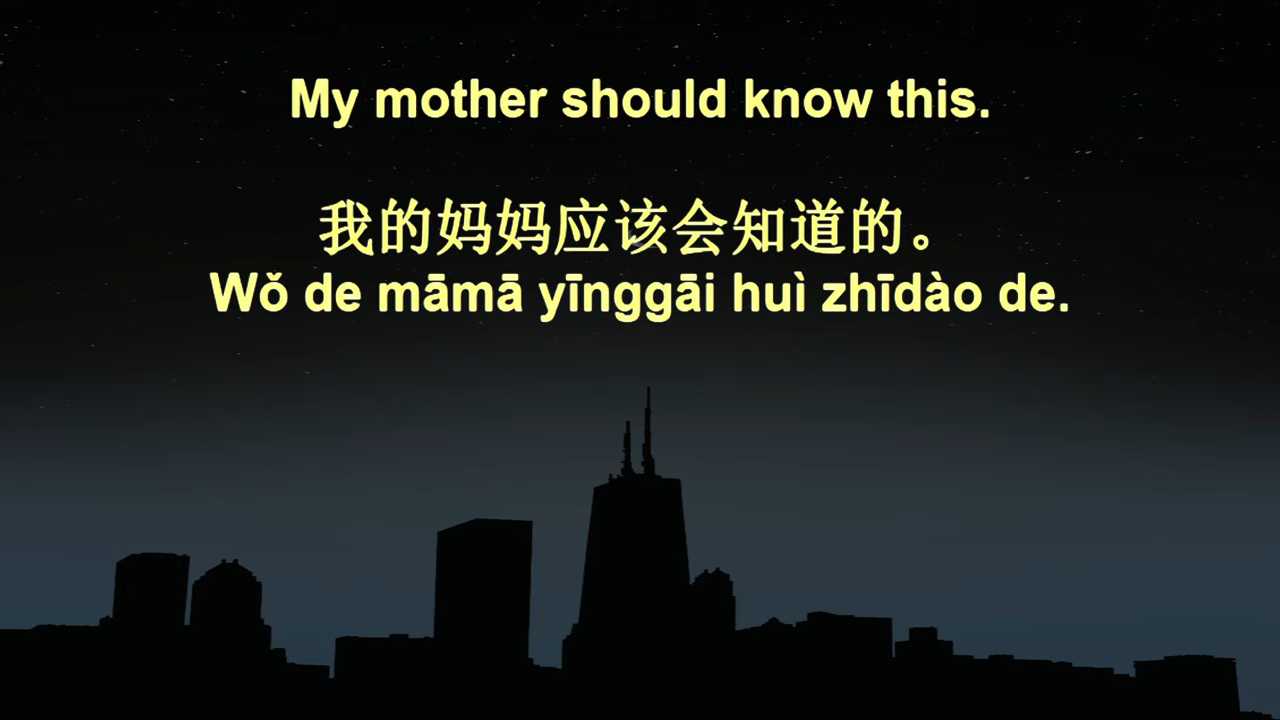 My mother should know this.
我的妈妈应该会知道的。
Wǒ de māmā yīnggāi huì zhīdào de.